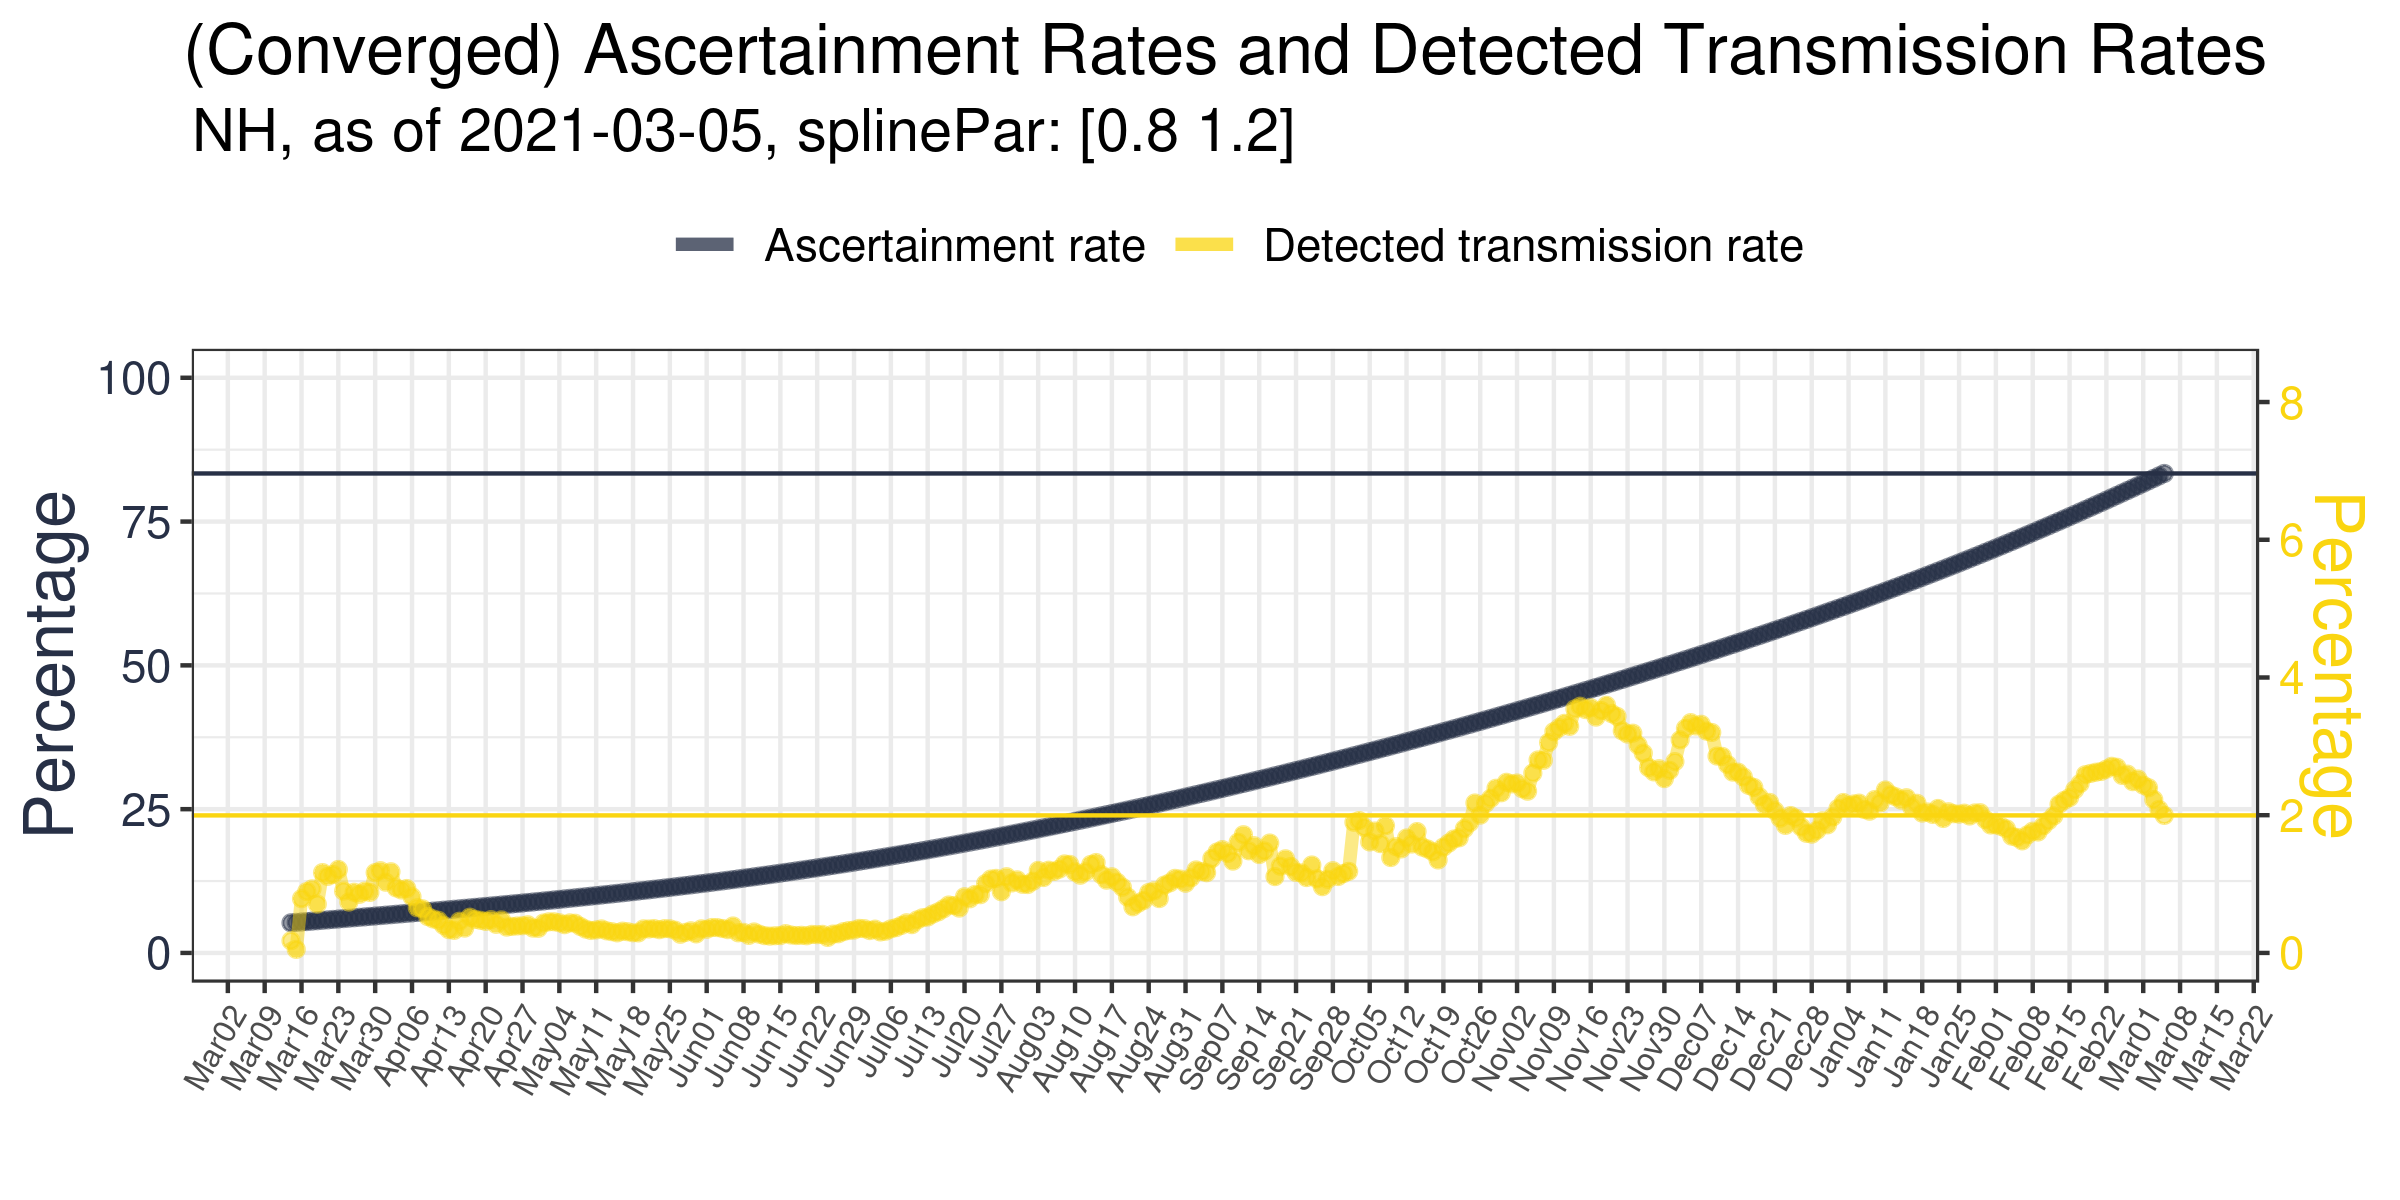 (Converged) Ascertainment Rates and Detected Transmission Rates
NH, as of 2021-03-05, splinePar: [0.8 1.2]
Ascertainment rate Detected transmission rate
Percentage
100
75
50
25
0
8
6
4
2
0
Percentage
Mar02 Mar09 Mar16 Mar23 Mar30 Apr06 Apr13 Apr20 Apr27 May04 May11 May18 May25 Jun01 Jun08 Jun15 Jun22 Jun29 Jul06 Jul13 Jul20 Jul27 Aug03 Aug10 Aug17 Aug24 Aug31 Sep07 Sep14 Sep21 Sep28 Oct05 Oct12 Oct19 Oct26 Nov02 Nov09 Nov16 Nov23 Nov30 Dec07 Dec14 Dec21 Dec28 Jan04 Jan11 Jan18 Jan25 Feb01 Feb08 Feb15 Feb22 Mar01 Mar08 Mar15 Mar22